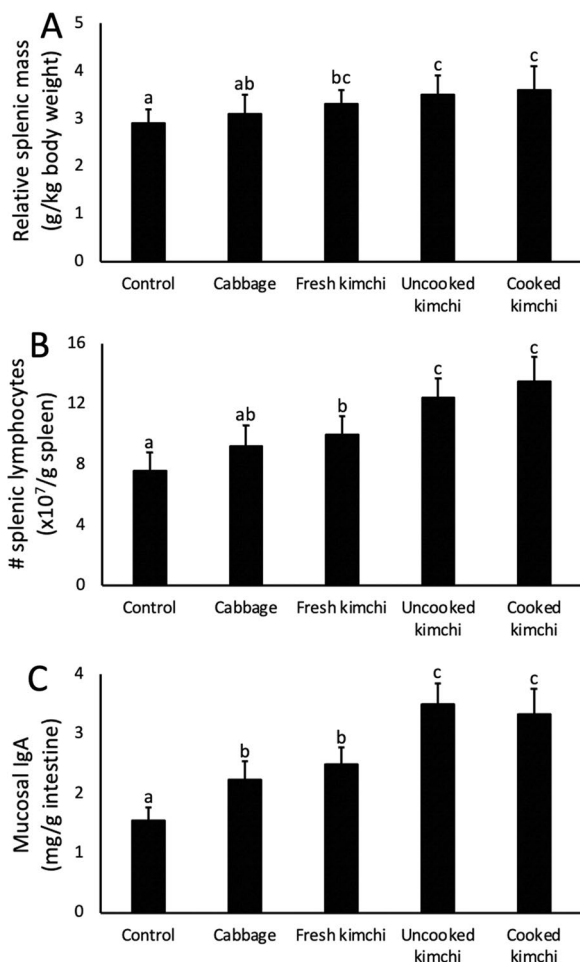 A
Relative splenic mass
(g/kg body weight)
5
4
3
2
1
0
a
ab
bc
c
c
Control
Cabbage
Fresh kimchi
Uncooked
kimchi
Cooked
kimchi
B
# splenic lymphocytes
(x10⁷/g spleen)
16
12
8
4
0
a
ab
b
c
c
Control
Cabbage
Fresh kimchi
Uncooked
kimchi
Cooked
kimchi
C
Mucosal IgA
(mg/g intestine)
4
3
2
1
0
a
b
b
c
c
Control
Cabbage
Fresh kimchi
Uncooked
kimchi
Cooked
kimchi